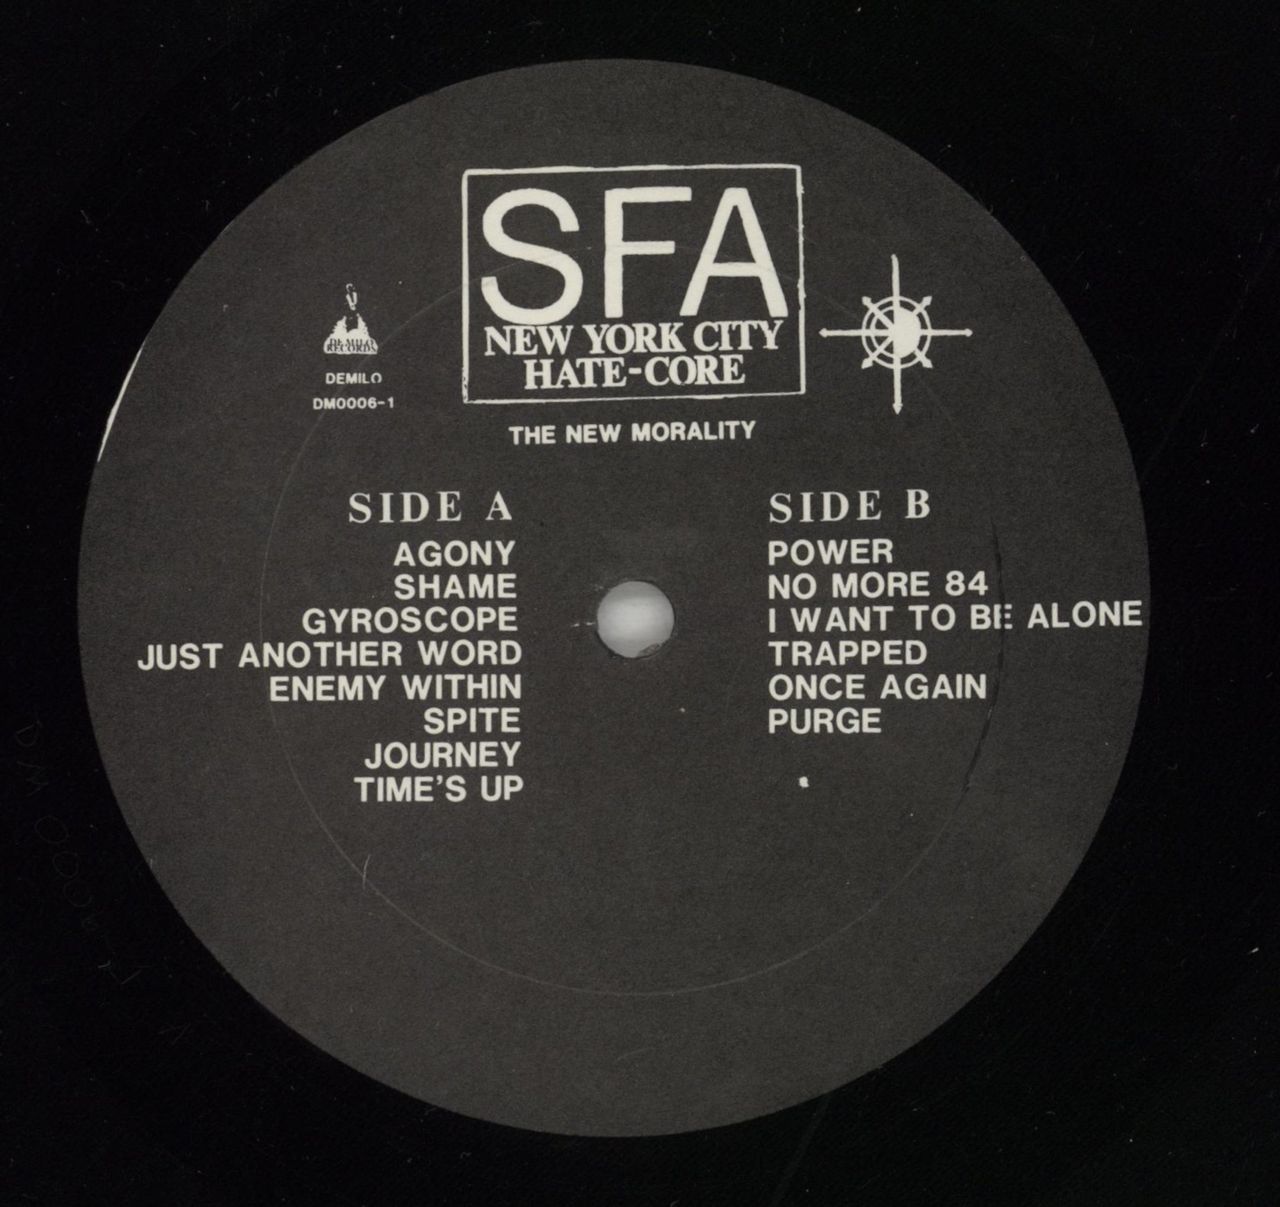 SFA
NEW YORK CITY
HATE-CORE
DEMILO
RECORDS
DEMILO
DM0006-1
THE NEW MORALITY
SIDE A
AGONY
SHAME
GYROSCOPE
JUST ANOTHER WORD
ENEMY WITHIN
SPITE
JOURNEY
TIME'S UP
SIDE B
POWER
NO MORE 84
I WANT TO BE ALONE
TRAPPED
ONCE AGAIN
PURGE